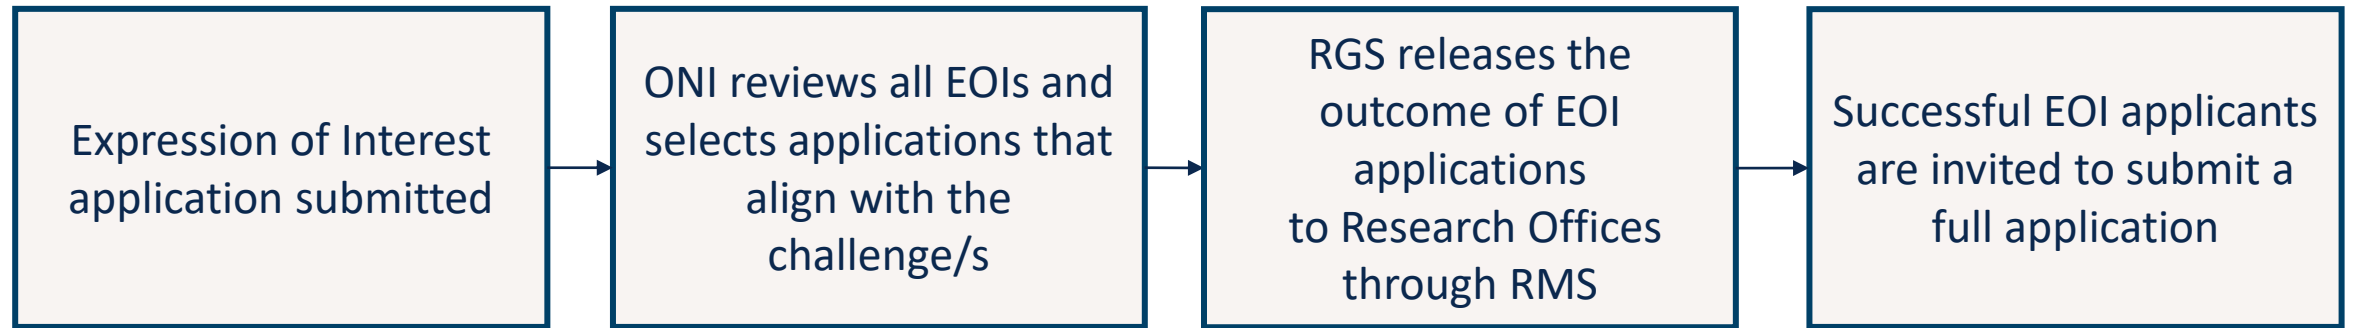 Expression of Interest
application submitted
ONI reviews all EOIs and
selects applications that
align with the
challenge/s
RGS releases the
outcome of EOI
applications
to Research Offices
through RMS
Successful EOI applicants
are invited to submit a
full application